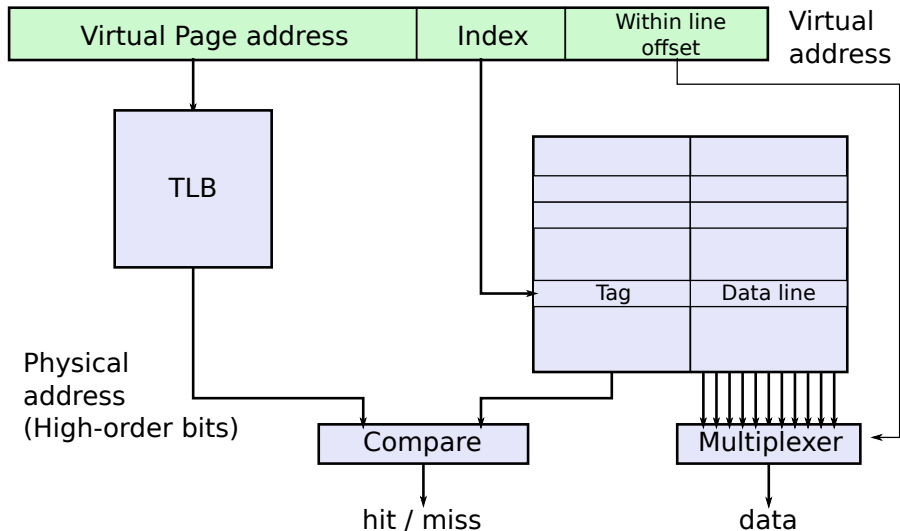 Virtual Page address
Index
Within line
offset
Virtual
address
TLB
Tag
Data line
Physical
address
(High-order bits)
Compare
Multiplexer
hit / miss
data